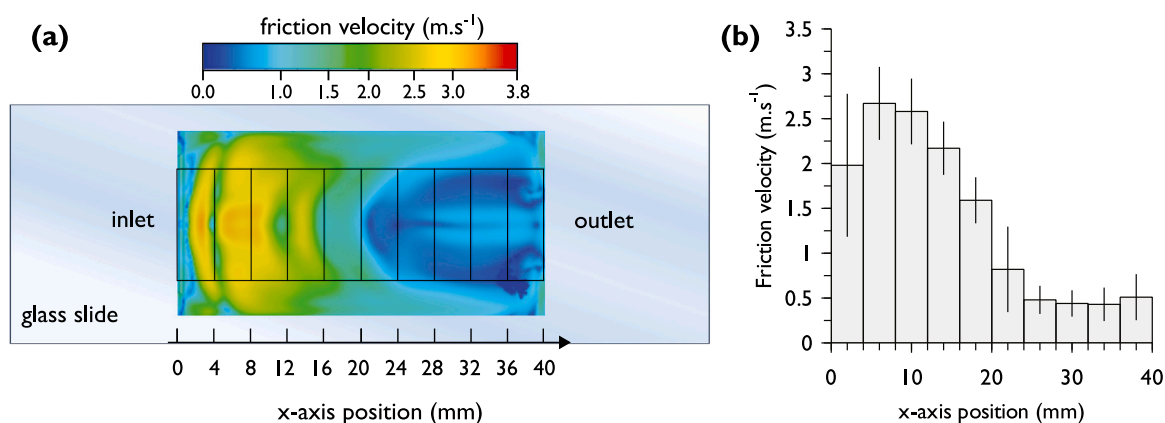 (a)
friction velocity (m.s⁻¹)
0.0 1.0 1.5 2.0 2.5 3.0 3.8
inlet
outlet
glass slide
0 4 8 12 16 20 24 28 32 36 40
x-axis position (mm)
(b)
Friction velocity (m.s⁻¹)
3.5
3
2.5
2
1.5
1
0.5
0
0 10 20 30 40
x-axis position (mm)